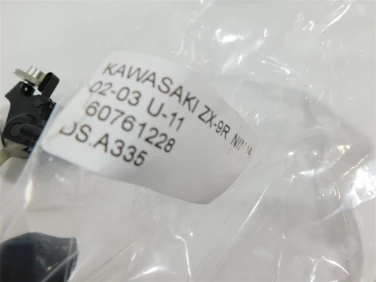 KAWASAKI ZX-9R
02-03 U-11
60761228
DS.A335